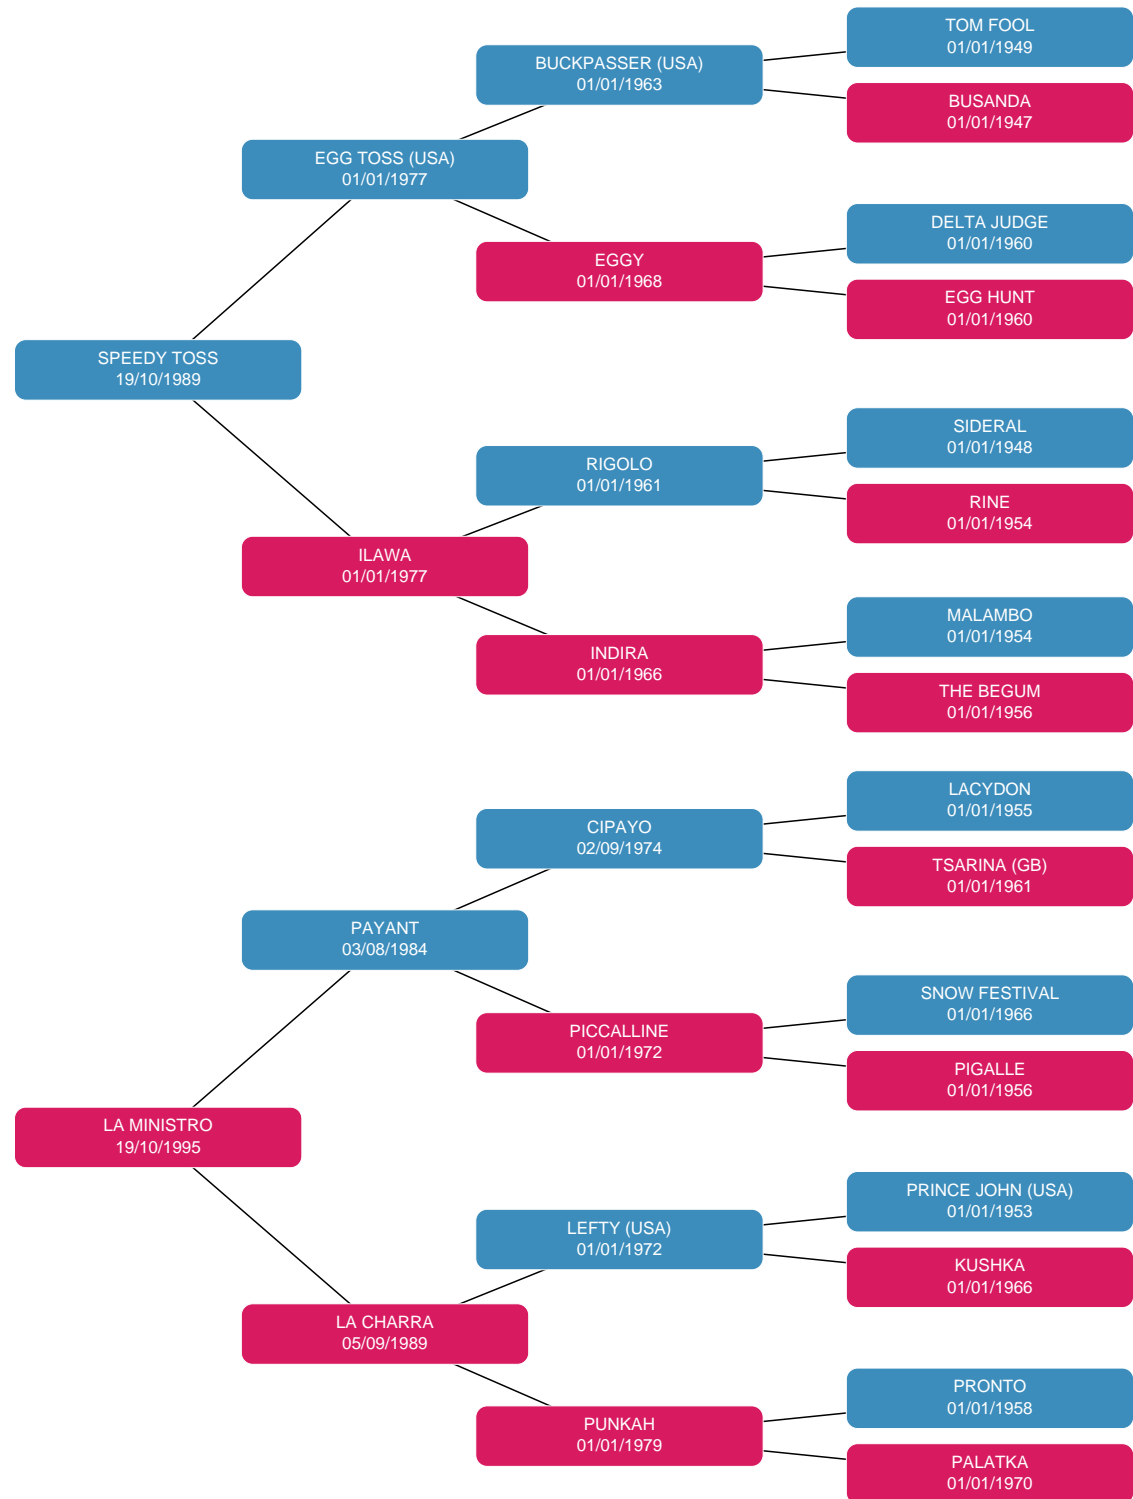 TOM FOOL
01/01/1949
BUCKPASSER (USA)
01/01/1963
BUSANDA
01/01/1947
EGG TOSS (USA)
01/01/1977
DELTA JUDGE
01/01/1960
EGGY
01/01/1968
EGG HUNT
01/01/1960
SPEEDY TOSS
19/10/1989
SIDERAL
01/01/1948
RIGOLO
01/01/1961
RINE
01/01/1954
ILAWA
01/01/1977
MALAMBO
01/01/1954
INDIRA
01/01/1966
THE BEGUM
01/01/1956
LACYDON
01/01/1955
CIPAYO
02/09/1974
TSARINA (GB)
01/01/1961
PAYANT
03/08/1984
SNOW FESTIVAL
01/01/1966
PICCALLINE
01/01/1972
PIGALLE
01/01/1956
LA MINISTRO
19/10/1995
PRINCE JOHN (USA)
01/01/1953
LEFTY (USA)
01/01/1972
KUSHKA
01/01/1966
LA CHARRA
05/09/1989
PRONTO
01/01/1958
PUNKAH
01/01/1979
PALATKA
01/01/1970